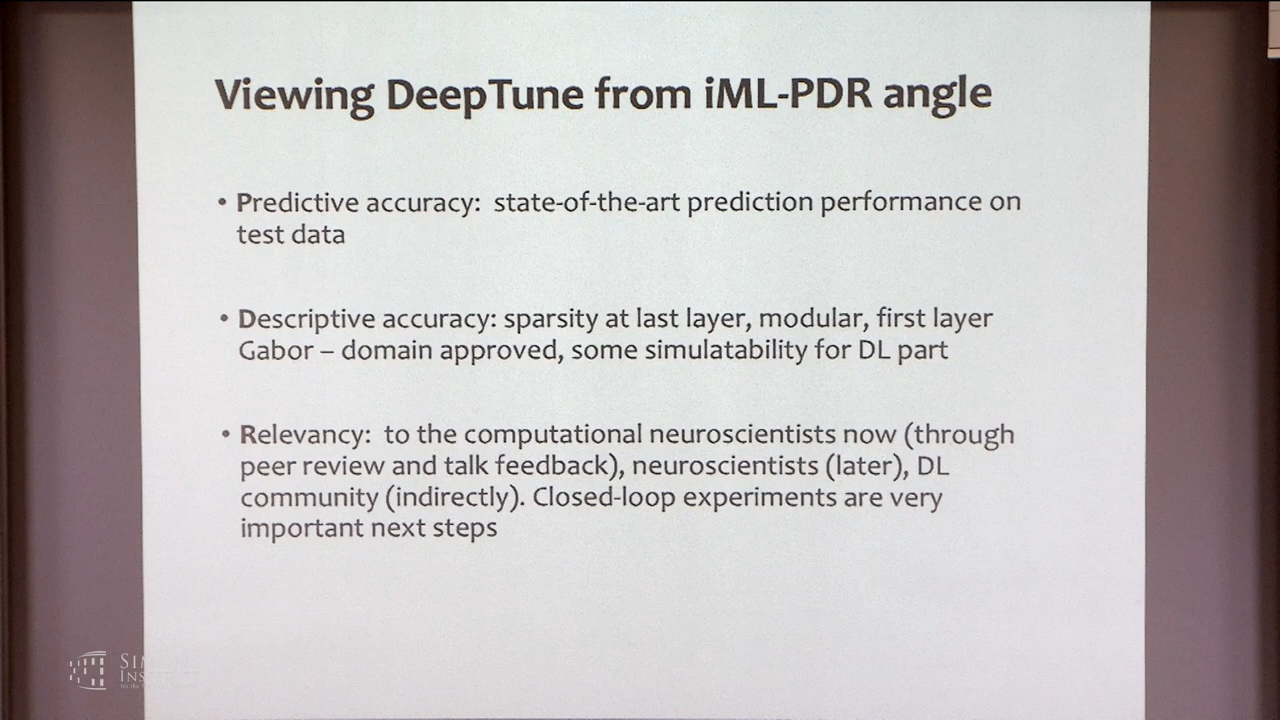 Viewing DeepTune from iML-PDR angle
• Predictive accuracy: state-of-the-art prediction performance on
test data
• Descriptive accuracy: sparsity at last layer, modular, first layer
Gabor – domain approved, some simulatability for DL part
• Relevancy: to the computational neuroscientists now (through
peer review and talk feedback), neuroscientists (later), DL
community (indirectly). Closed-loop experiments are very
important next steps